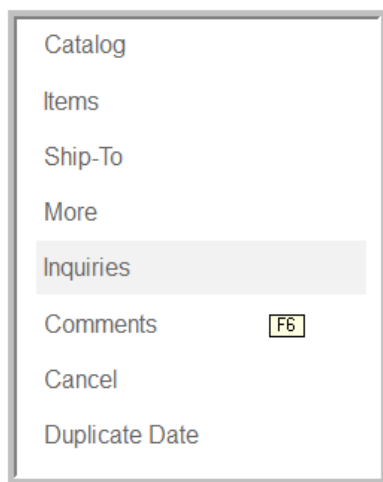 Catalog
Items
Ship-To
More
Inquiries
Comments F6
Cancel
Duplicate Date